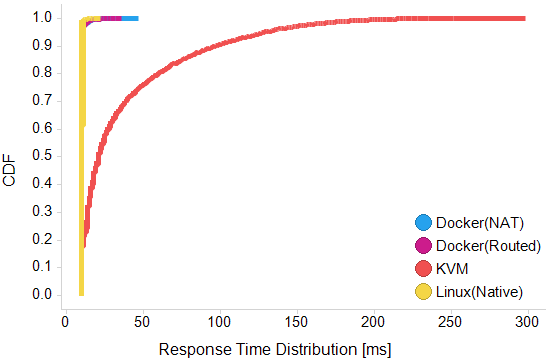 1.0
0.9
0.8
0.7
0.6
0.5
0.4
0.3
0.2
0.1
0.0
CDF
Docker(NAT)
Docker(Routed)
KVM
Linux(Native)
0 50 100 150 200 250 300
Response Time Distribution [ms]